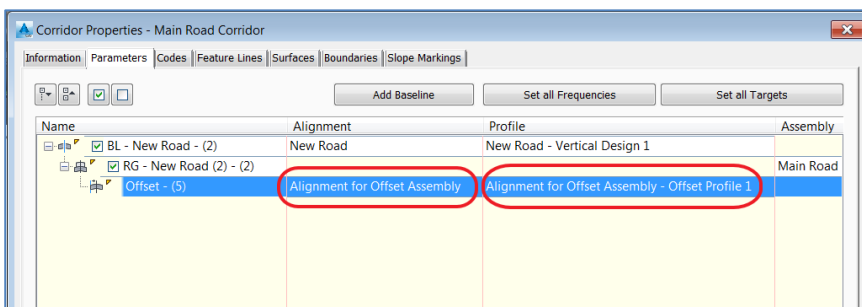 Corridor Properties - Main Road Corridor
Information Parameters Codes Feature Lines Surfaces Boundaries Slope Markings
Add Baseline Set all Frequencies Set all Targets
Name Alignment Profile Assembly
BL - New Road - (2) New Road New Road - Vertical Design 1
RG - New Road (2) - (2) Main Road
Offset - (5) Alignment for Offset Assembly Alignment for Offset Assembly - Offset Profile 1